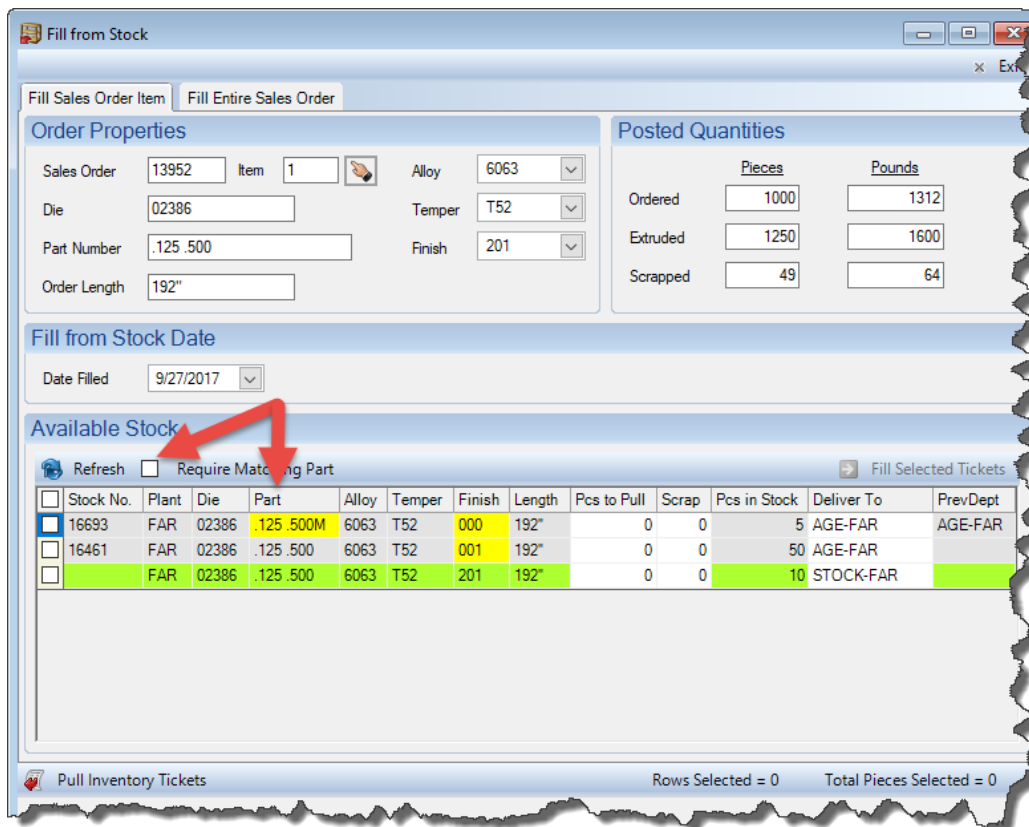 Fill from Stock
Exit
Fill Sales Order Item Fill Entire Sales Order
Order Properties
Sales Order 13952 Item 1 Alloy 6063
Die 02386 Temper T52
Part Number .125 .500 Finish 201
Order Length 192"
Posted Quantities
Pieces Pounds
Ordered 1000 1312
Extruded 1250 1600
Scrapped 49 64
Fill from Stock Date
Date Filled 9/27/2017
Available Stock
Refresh Require Matching Part Fill Selected Tickets
Stock No. Plant Die Part Alloy Temper Finish Length Pcs to Pull Scrap Pcs in Stock Deliver To PrevDept
16693 FAR 02386 .125 .500M 6063 T52 000 192" 0 0 5 AGE-FAR AGE-FAR
16461 FAR 02386 .125 .500 6063 T52 001 192" 0 0 50 AGE-FAR
FAR 02386 .125 .500 6063 T52 201 192" 0 0 10 STOCK-FAR
Pull Inventory Tickets Rows Selected = 0 Total Pieces Selected = 0